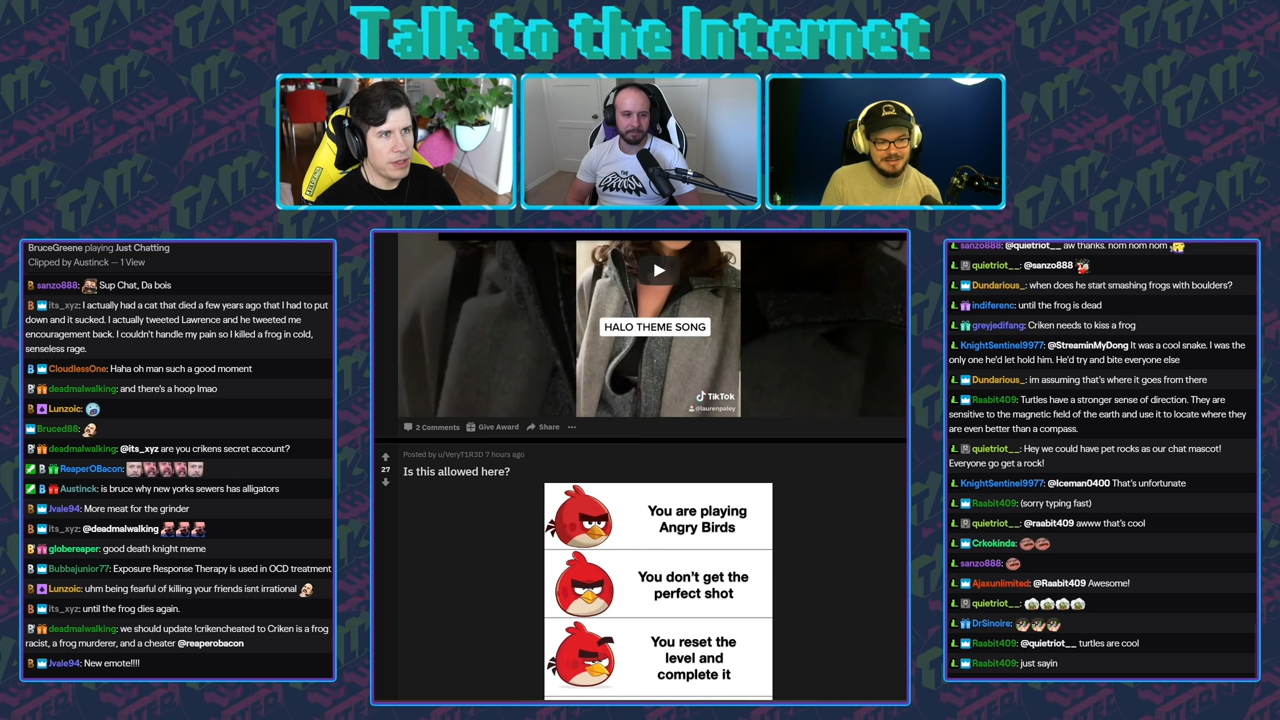 Talk to the Internet
BruceGreene playing Just Chatting
Clipped by Austinck — 1 View
sanzo888: Sup Chat, Da bois
its_xyz: I actually had a cat that died a few years ago that I had to put
down and it sucked. I actually tweeted Lawrence and he tweeted me
encouragement back. I couldn't handle my pain so I killed a frog in cold,
senseless rage.
CloudlessOne: Haha oh man such a good moment
deadmalwalking: and there's a hoop lmao
Lunzoic:
Bruced88:
deadmalwalking: @its_xyz are you crikens secret account?
ReaperOBacon:
Austinck: is bruce why new yorks sewers has alligators
Jvale94: More meat for the grinder
its_xyz: @deadmalwalking
globereaper: good death knight meme
Bubbajunior77: Exposure Response Therapy is used in OCD treatment
Lunzoic: uhm being fearful of killing your friends isnt irrational
its_xyz: until the frog dies again.
deadmalwalking: we should update !crikencheated to Criken is a frog
racist, a frog murderer, and a cheater @reaperobacon
Jvale94: New emote!!!!
HALO THEME SONG
TikTok
@laurenpaley
2 Comments Give Award Share
Posted by u/VeryT1R3D 7 hours ago
27
Is this allowed here?
You are playing
Angry Birds
You don't get the
perfect shot
You reset the
level and
complete it
sanzo888: @quietriot__ aw thanks. nom nom nom
quietriot__: @sanzo888
Dundarious_: when does he start smashing frogs with boulders?
indiferenc: until the frog is dead
greyjedifang: Criken needs to kiss a frog
KnightSentinel9977: @StreaminMyDong It was a cool snake. I was the
only one he'd let hold him. He'd try and bite everyone else
Dundarious_: im assuming that's where it goes from there
Raabit409: Turtles have a stronger sense of direction. They are
sensitive to the magnetic field of the earth and use it to locate where they
are even better than a compass.
quietriot__: Hey we could have pet rocks as our chat mascot!
Everyone go get a rock!
KnightSentinel9977: @Iceman0400 That's unfortunate
Raabit409: (sorry typing fast)
quietriot__: @raabit409 awww that's cool
Crkokinda:
sanzo888:
Ajaxunlimited: @Raabit409 Awesome!
quietriot__:
DrSinoire:
Raabit409: @quietriot__ turtles are cool
Raabit409: just sayin